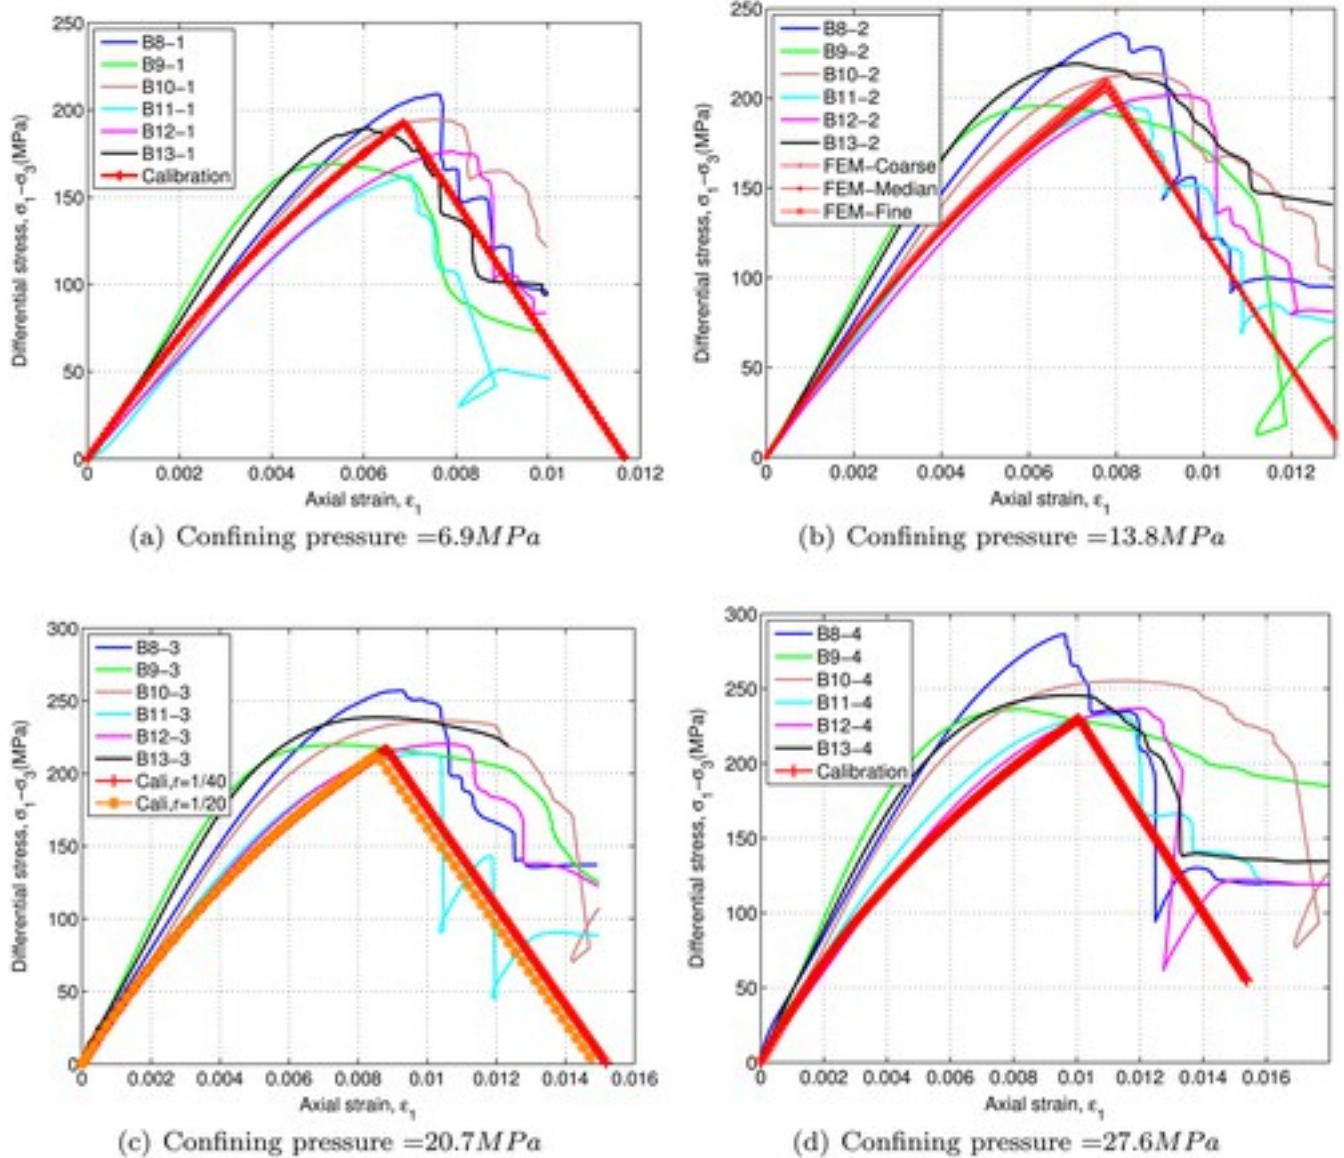 250
200
150
100
50
0
Differential stress, σ1−σ3(MPa)
B8−1
B9−1
B10−1
B11−1
B12−1
B13−1
Calibration
0 0.002 0.004 0.006 0.008 0.01 0.012
Axial strain, ε1
(a) Confining pressure =6.9MPa
250
200
150
100
50
0
Differential stress, σ1−σ3(MPa)
B8−2
B9−2
B10−2
B11−2
B12−2
B13−2
FEM−Coarse
FEM−Median
FEM−Fine
0 0.002 0.004 0.006 0.008 0.01 0.012
Axial strain, ε1
(b) Confining pressure =13.8MPa
300
250
200
150
100
50
0
Differential stress, σ1−σ3(MPa)
B8−3
B9−3
B10−3
B11−3
B12−3
B13−3
Cali,r=1/40
Cali,r=1/20
0 0.002 0.004 0.006 0.008 0.01 0.012 0.014 0.016
Axial strain, ε1
(c) Confining pressure =20.7MPa
300
250
200
150
100
50
0
Differential stress, σ1−σ3(MPa)
B8−4
B9−4
B10−4
B11−4
B12−4
B13−4
Calibration
0 0.002 0.004 0.006 0.008 0.01 0.012 0.014 0.016
Axial strain, ε1
(d) Confining pressure =27.6MPa